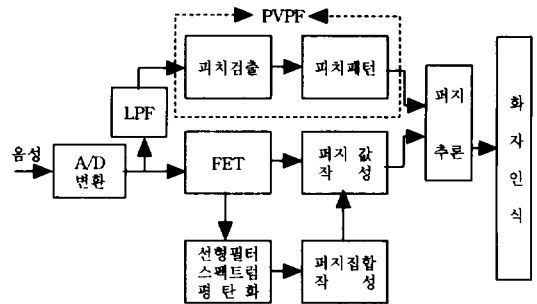 PVPF
피치검출
피치패턴
LPF
퍼지
추론
화
자
인
식
음성
A/D
변환
FET
퍼지 값
작 성
선형필터
스펙트럼
평 탄 화
퍼지집합
작 성